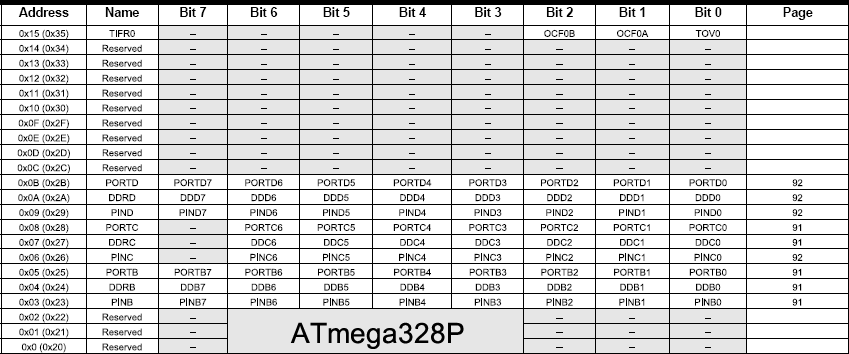 Address Name Bit 7 Bit 6 Bit 5 Bit 4 Bit 3 Bit 2 Bit 1 Bit 0 Page
0x15 (0x35) TIFR0 – – – – – OCF0B OCF0A TOV0
0x14 (0x34) Reserved – – – – – – – –
0x13 (0x33) Reserved – – – – – – – –
0x12 (0x32) Reserved – – – – – – – –
0x11 (0x31) Reserved – – – – – – – –
0x10 (0x30) Reserved – – – – – – – –
0x0F (0x2F) Reserved – – – – – – – –
0x0E (0x2E) Reserved – – – – – – – –
0x0D (0x2D) Reserved – – – – – – – –
0x0C (0x2C) Reserved – – – – – – – –
0x0B (0x2B) PORTD PORTD7 PORTD6 PORTD5 PORTD4 PORTD3 PORTD2 PORTD1 PORTD0 92
0x0A (0x2A) DDRD DDD7 DDD6 DDD5 DDD4 DDD3 DDD2 DDD1 DDD0 92
0x09 (0x29) PIND PIND7 PIND6 PIND5 PIND4 PIND3 PIND2 PIND1 PIND0 92
0x08 (0x28) PORTC – PORTC6 PORTC5 PORTC4 PORTC3 PORTC2 PORTC1 PORTC0 91
0x07 (0x27) DDRC – DDC6 DDC5 DDC4 DDC3 DDC2 DDC1 DDC0 91
0x06 (0x26) PINC – PINC6 PINC5 PINC4 PINC3 PINC2 PINC1 PINC0 92
0x05 (0x25) PORTB PORTB7 PORTB6 PORTB5 PORTB4 PORTB3 PORTB2 PORTB1 PORTB0 91
0x04 (0x24) DDRB DDB7 DDB6 DDB5 DDB4 DDB3 DDB2 DDB1 DDB0 91
0x03 (0x23) PINB PINB7 PINB6 PINB5 PINB4 PINB3 PINB2 PINB1 PINB0 91
0x02 (0x22) Reserved – – – –
0x01 (0x21) Reserved – ATmega328P – – –
0x0 (0x20) Reserved – – – –